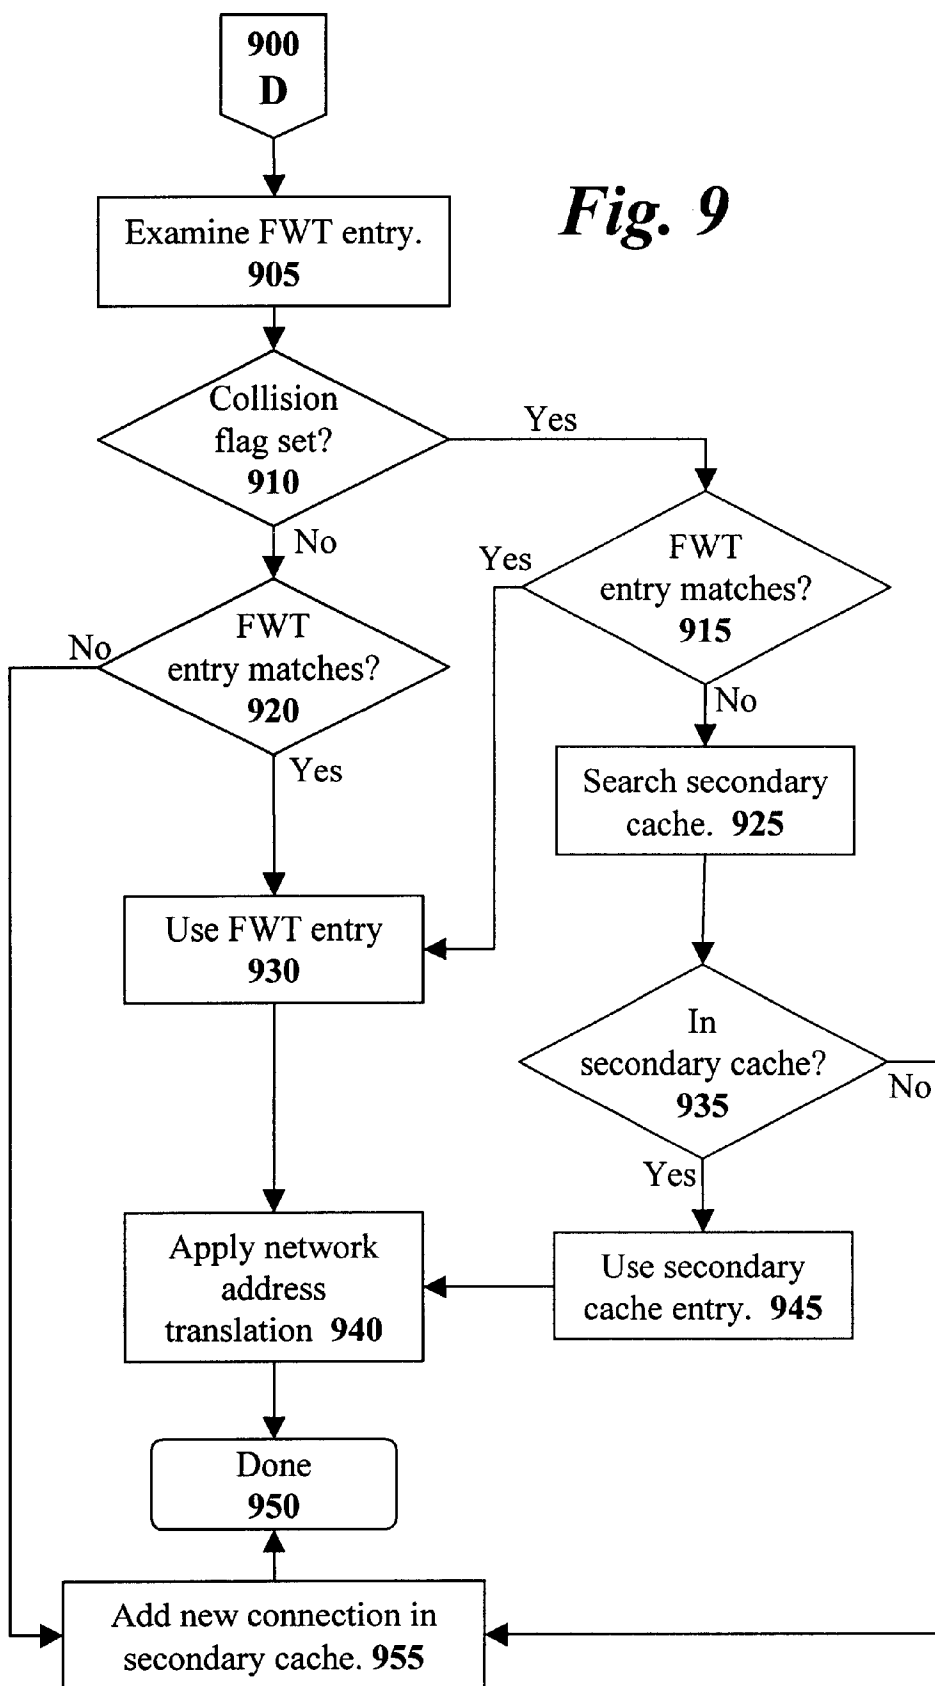 900
D
Fig. 9
Examine FWT entry.
905
Collision
flag set?
910
Yes
No
FWT
entry matches?
915
Yes
No
FWT
entry matches?
920
No
Yes
Search secondary
cache. 925
Use FWT entry
930
In
secondary cache?
935
No
Yes
Apply network
address
translation 940
Use secondary
cache entry. 945
Done
950
Add new connection in
secondary cache. 955